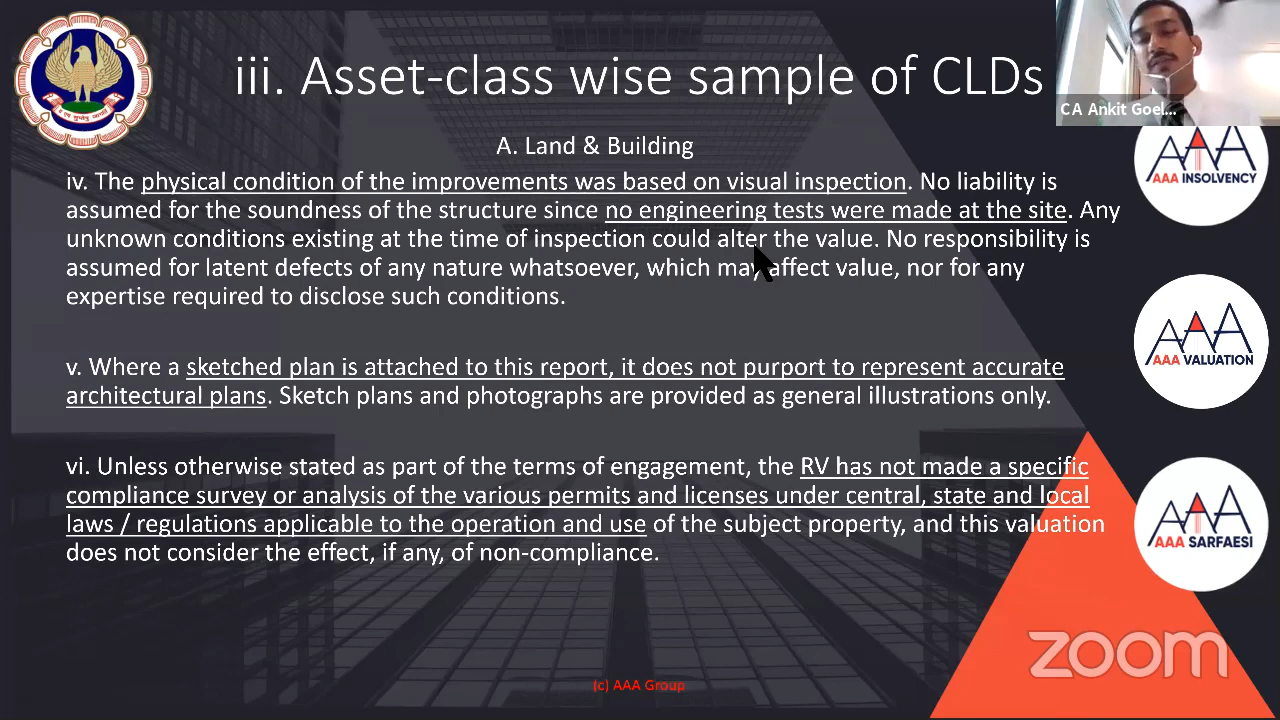 iii. Asset-class wise sample of CLDs
CA Ankit Goel...
A. Land & Building
iv. The physical condition of the improvements was based on visual inspection. No liability is
assumed for the soundness of the structure since no engineering tests were made at the site. Any
unknown conditions existing at the time of inspection could alter the value. No responsibility is
assumed for latent defects of any nature whatsoever, which may affect value, nor for any
expertise required to disclose such conditions.
v. Where a sketched plan is attached to this report, it does not purport to represent accurate
architectural plans. Sketch plans and photographs are provided as general illustrations only.
vi. Unless otherwise stated as part of the terms of engagement, the RV has not made a specific
compliance survey or analysis of the various permits and licenses under central, state and local
laws / regulations applicable to the operation and use of the subject property, and this valuation
does not consider the effect, if any, of non-compliance.
AAA
AAA INSOLVENCY
AAA
AAA VALUATION
AAA
AAA SARFAESI
zoom
(c) AAA Group